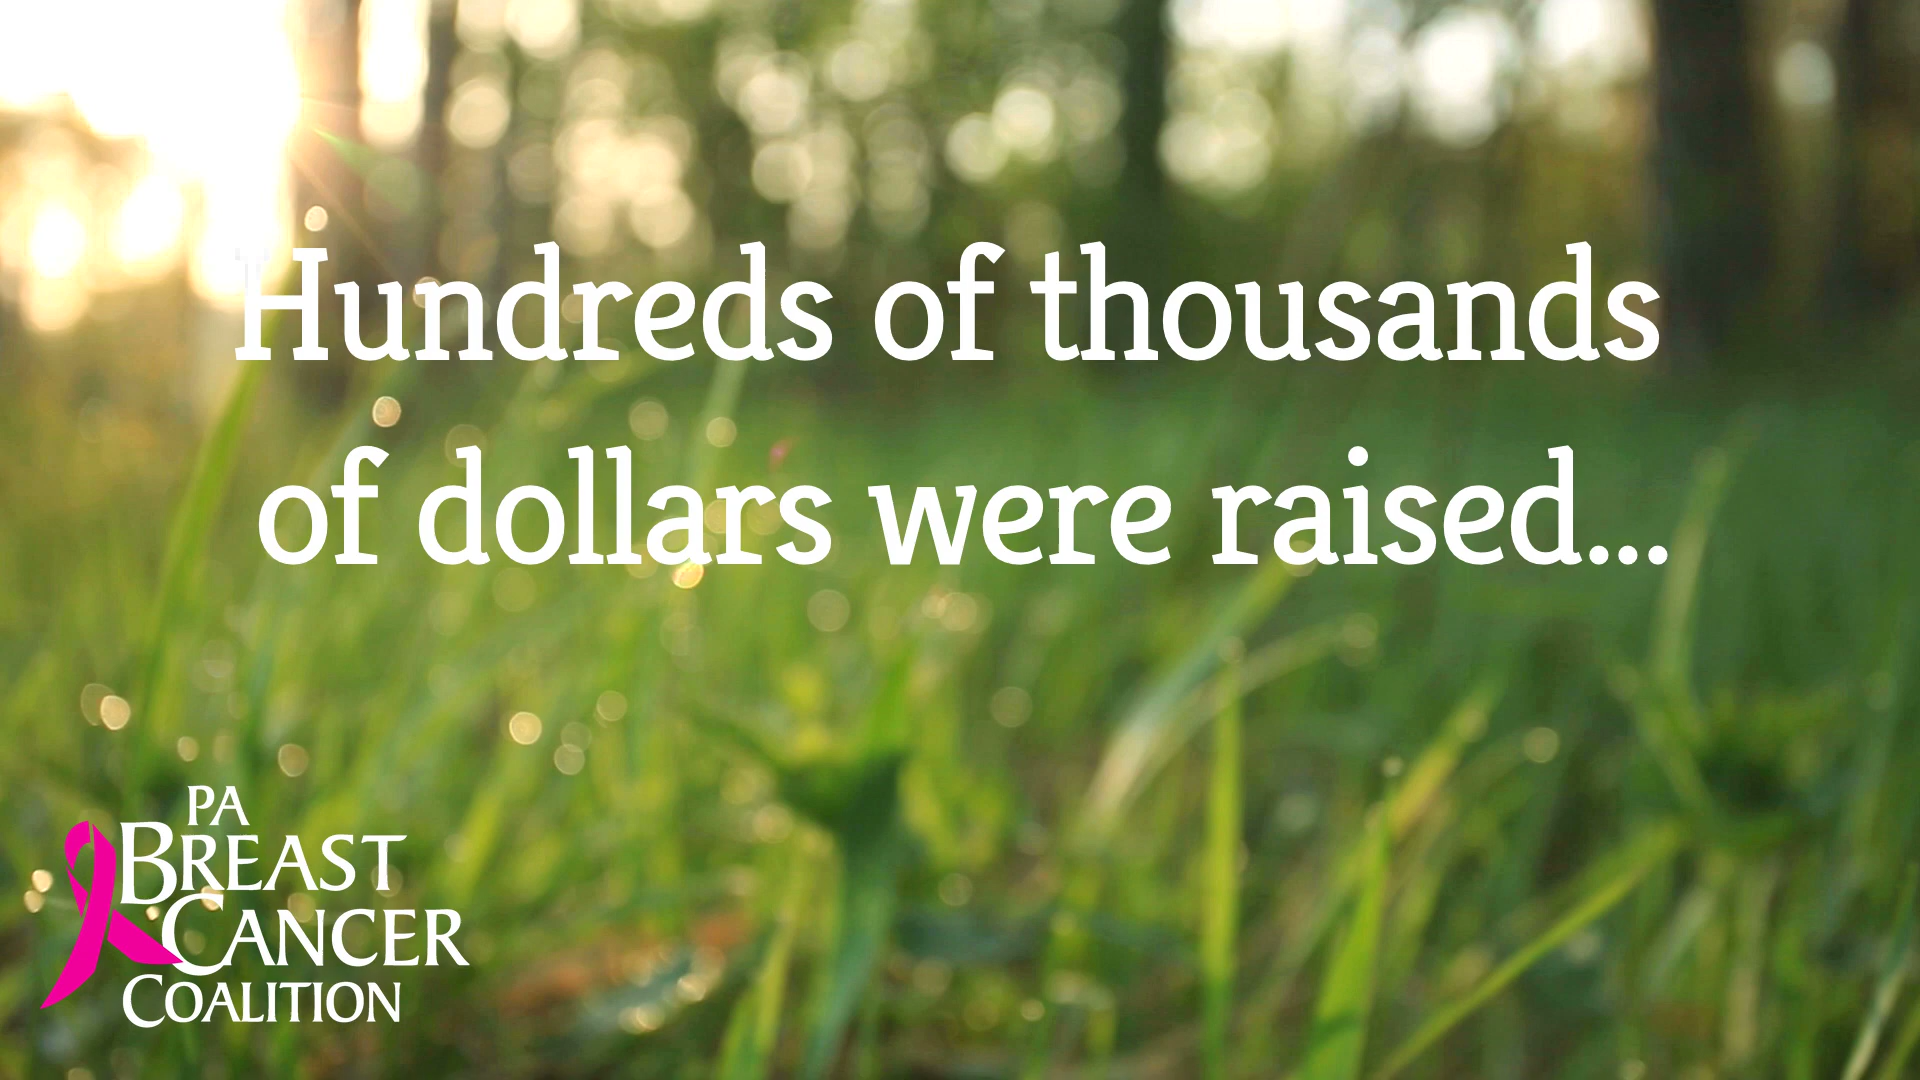 Hundreds of thousands
of dollars were raised...
PA
BREAST
CANCER
COALITION